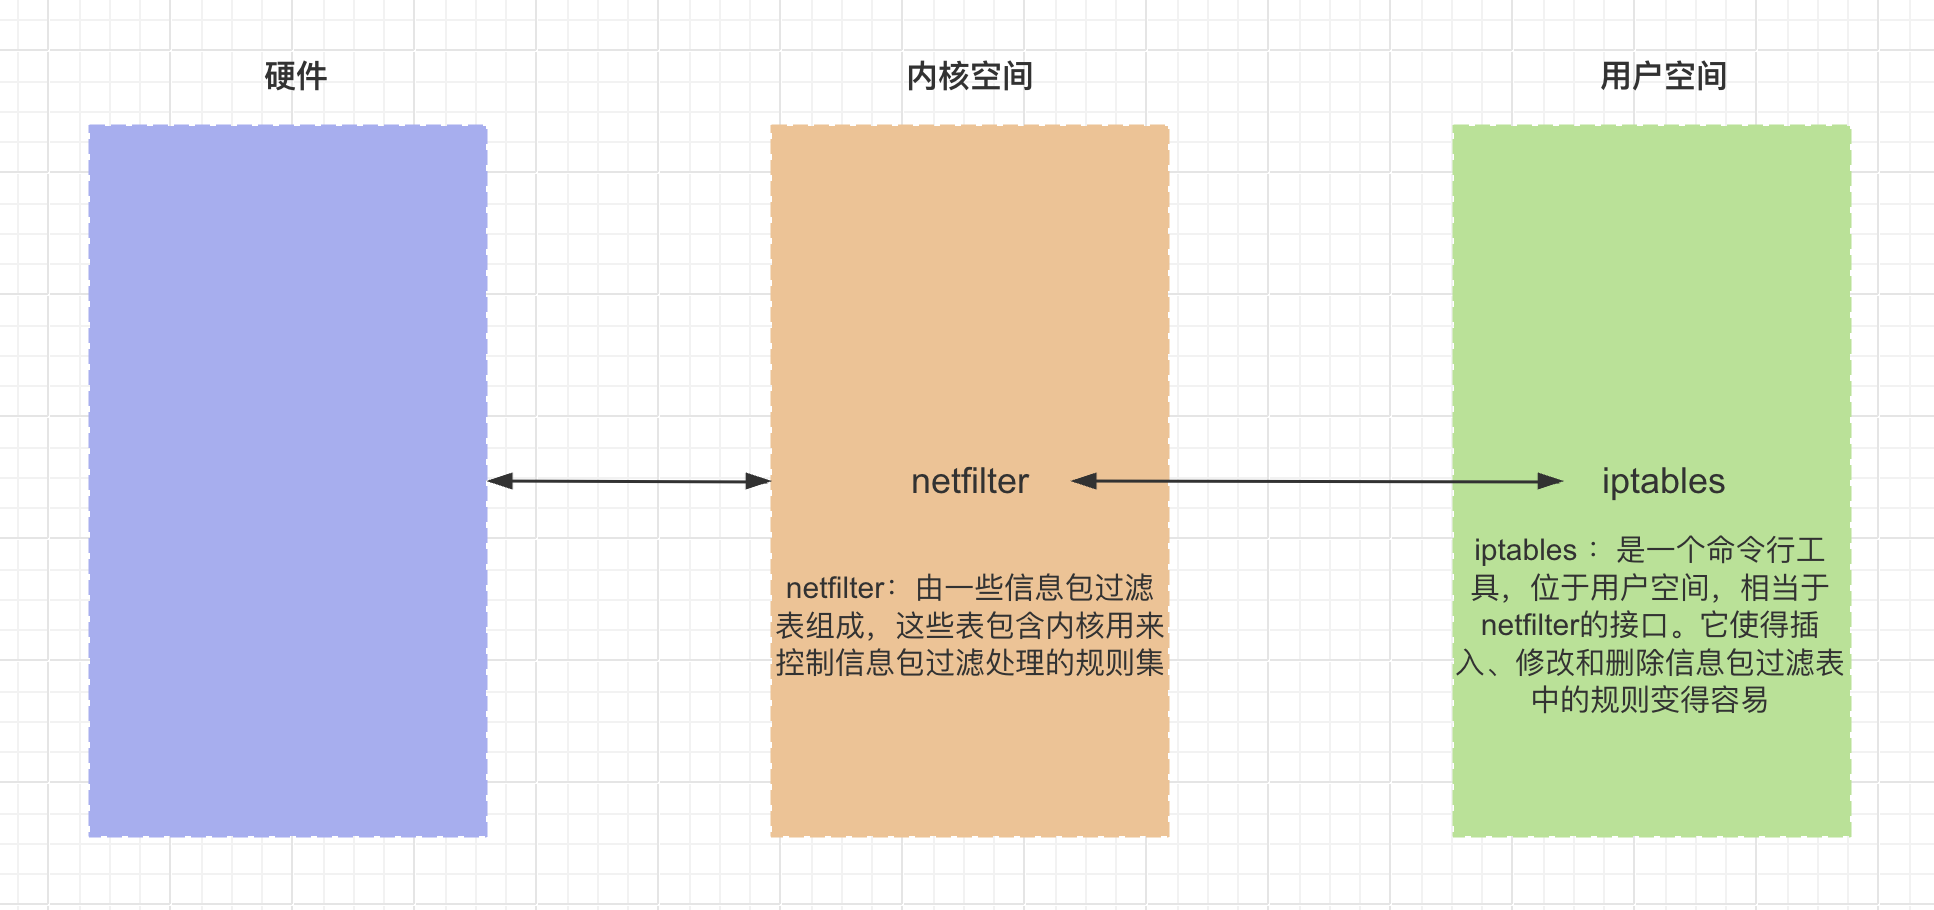 硬件
内核空间
用户空间
netfilter
iptables
netfilter：由一些信息包过滤
表组成，这些表包含内核用来
控制信息包过滤处理的规则集
iptables ：是一个命令行工
具，位于用户空间，相当于
netfilter的接口。它使得插
入、修改和删除信息包过滤表
中的规则变得容易